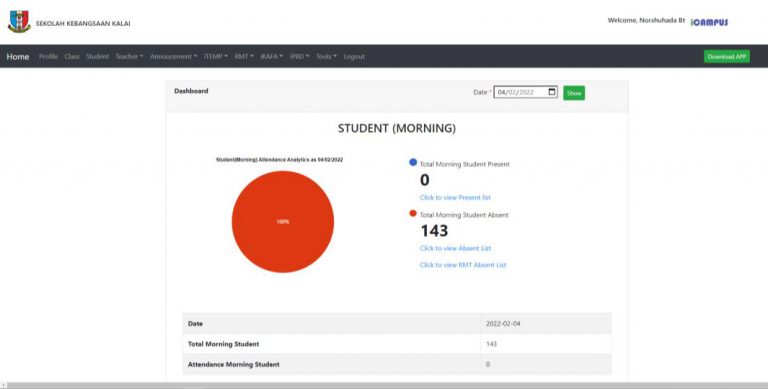 SEKOLAH KEBANGSAAN KALAI
Welcome, Norshuhada Bt iCAMPUS
Home Profile Class Student Teacher Annoucement iTEMP RMT iKAFA iPBD Tools Logout Download APP
Dashboard Date * 04/02/2022 Show
STUDENT (MORNING)
Student(Morning) Attendance Analytics as 04/02/2022
100%
Total Morning Student Present
0
Click to view Present list
Total Morning Student Absent
143
Click to view Absent List
Click to view RMT Absent List
Date 2022-02-04
Total Morning Student 143
Attendance Morning Student 0